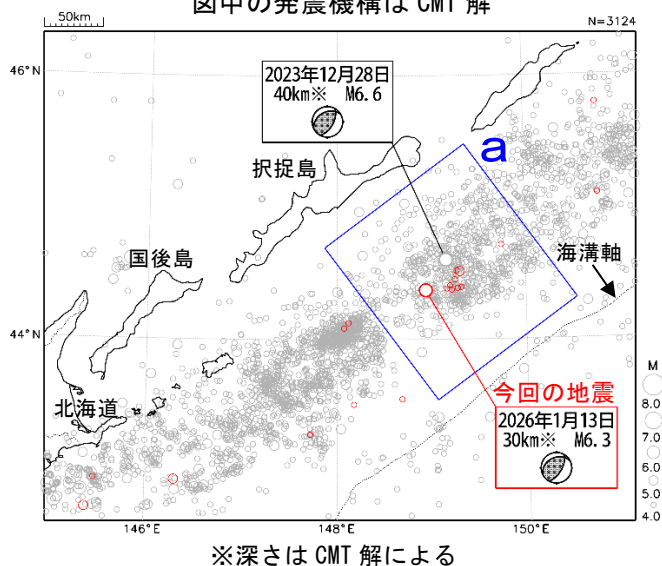 図中の発震機構は CMT 解
50km
N=3124
46°N
2023年12月28日
40km※ M6.6
択捉島
a
国後島
海溝軸
44°N
M
今回の地震
北海道
2026年1月13日
30km※ M6.3
8.0
7.0
6.0
5.0
4.0
146°E
148°E
150°E
※深さは CMT 解による